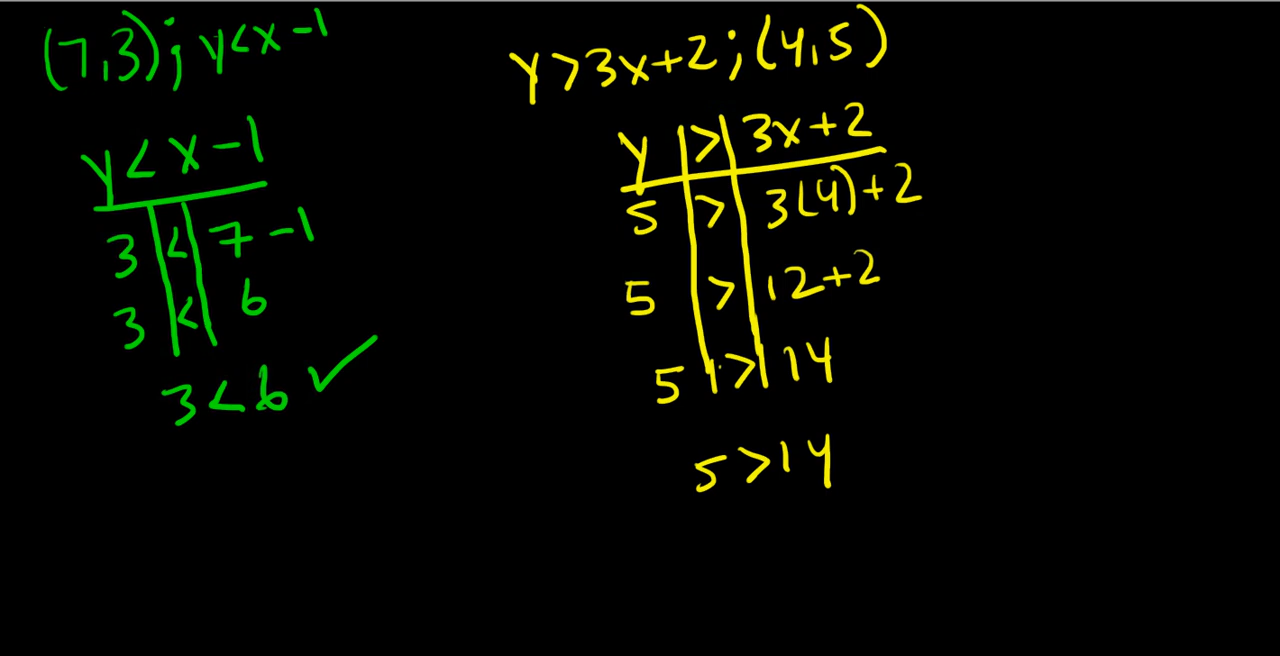 (7,3); y<x-1
y < x-1
3 < 7-1
3 < 6
3<6 ✓
y>3x+2; (4,5)
y > 3x+2
5 > 3(4)+2
5 > 12+2
5 > 14
5>14